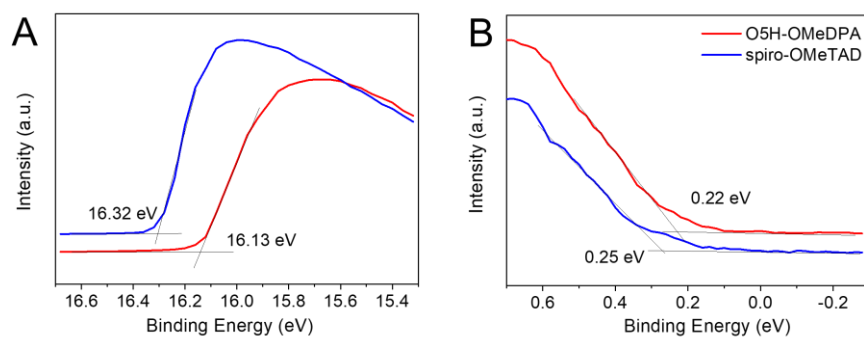 A
Intensity (a.u.)
16.32 eV
16.13 eV
16.6 16.4 16.2 16.0 15.8 15.6 15.4
Binding Energy (eV)
B
O5H-OMeDPA
spiro-OMeTAD
Intensity (a.u.)
0.22 eV
0.25 eV
0.6 0.4 0.2 0.0 -0.2
Binding Energy (eV)